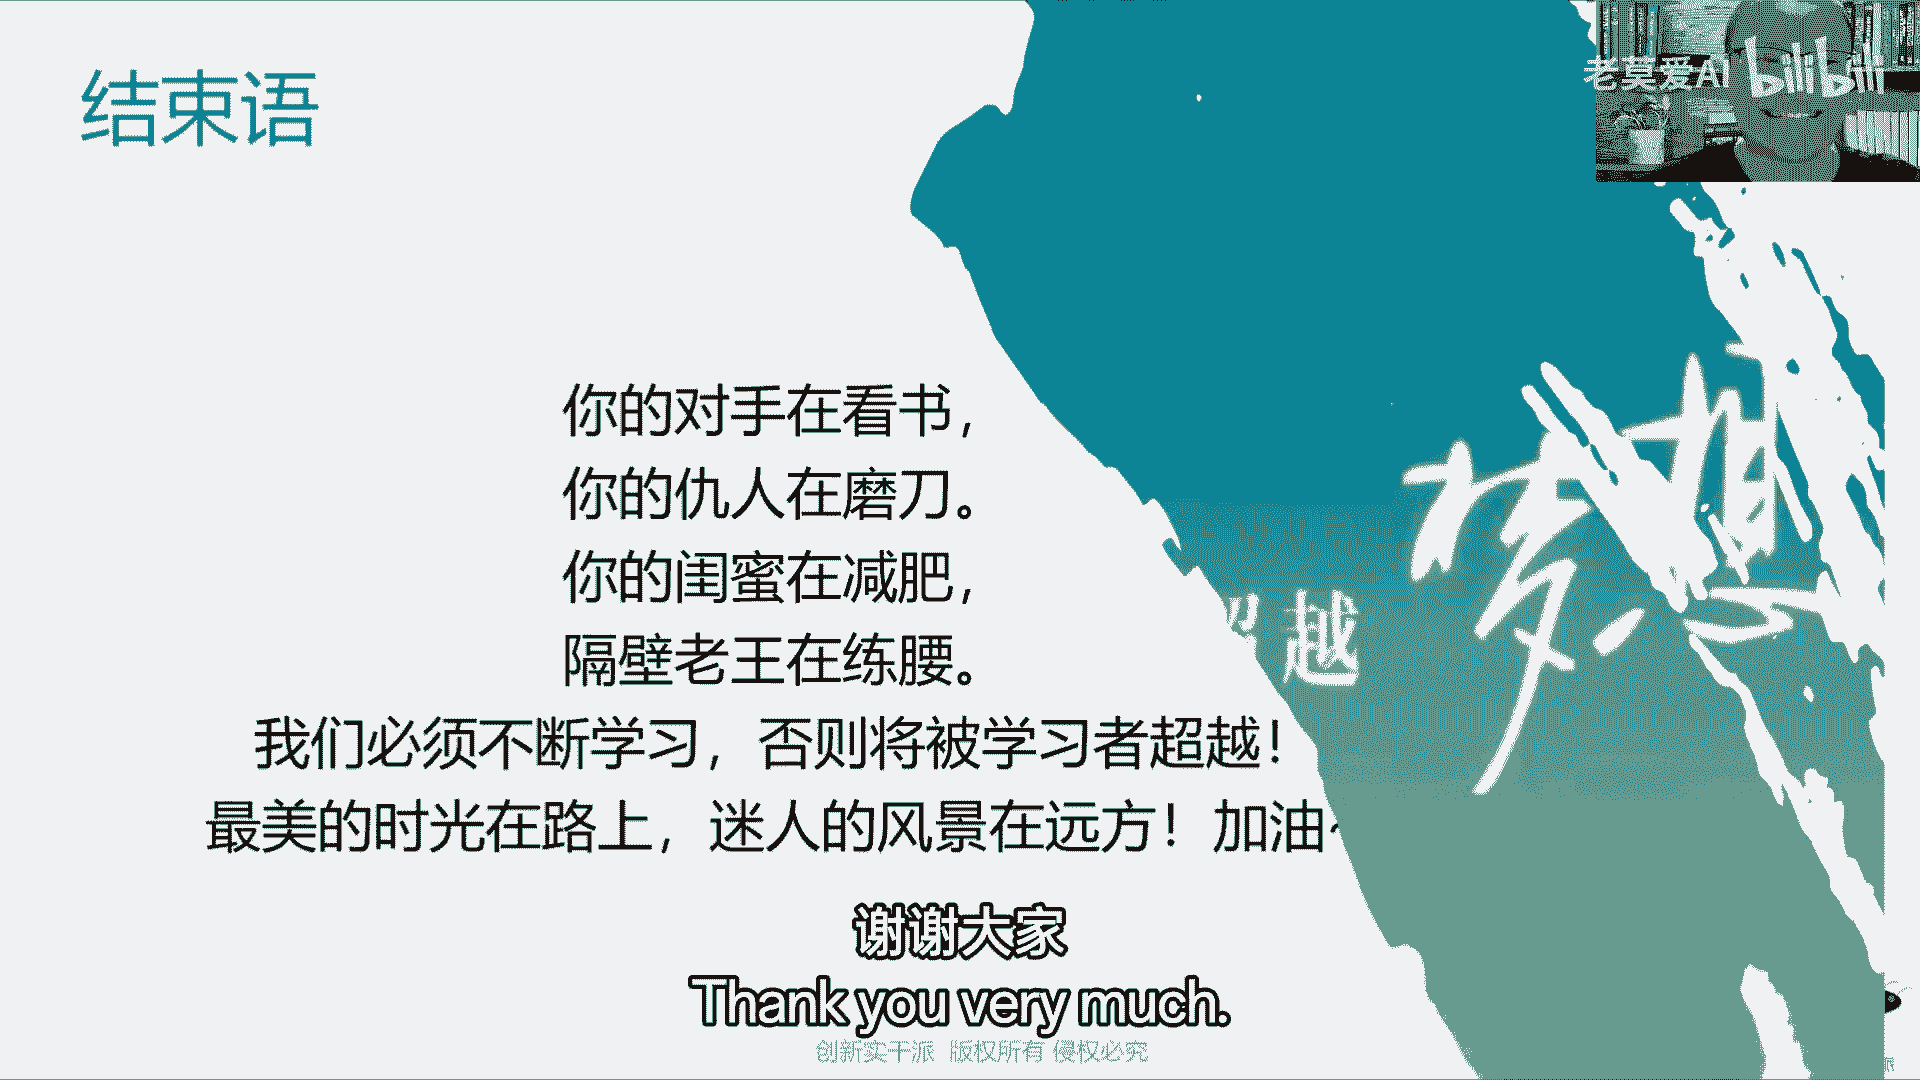 结束语
老莫爱AI bilibili
你的对手在看书，
你的仇人在磨刀。
你的闺蜜在减肥，
隔壁老王在练腰。
我们必须不断学习，否则将被学习者超越！
最美的时光在路上，迷人的风景在远方！加油~
梦想
超越
谢谢大家
Thank you very much.
创新实干派 版权所有 侵权必究